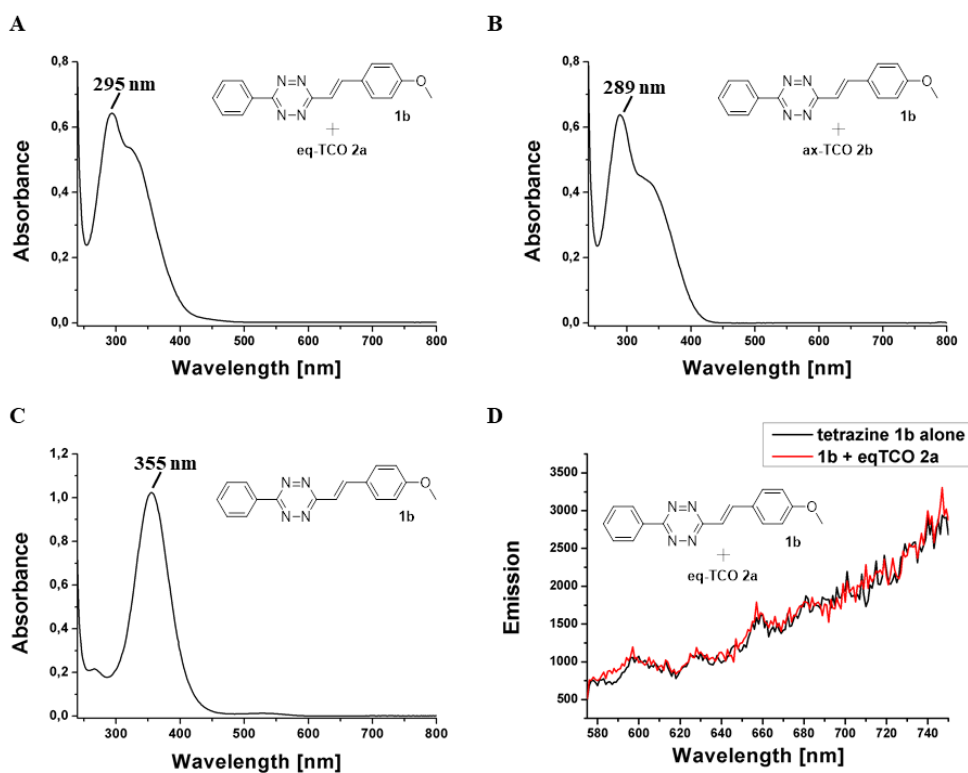 A
0,8
0,6
0,4
0,2
0,0
Absorbance
300 400 500 600 700 800
Wavelength [nm]
295 nm
N=N
N-N
O
1b
+
eq-TCO 2a
B
0,8
0,6
0,4
0,2
0,0
Absorbance
300 400 500 600 700 800
Wavelength [nm]
289 nm
N=N
N-N
O
1b
+
ax-TCO 2b
C
1,2
1,0
0,8
0,6
0,4
0,2
0,0
Absorbance
300 400 500 600 700 800
Wavelength [nm]
355 nm
N=N
N-N
O
1b
D
tetrazine 1b alone
1b + eqTCO 2a
3500
3000
2500
2000
1500
1000
500
Emission
580 600 620 640 660 680 700 720 740
Wavelength [nm]
N=N
N-N
O
1b
+
eq-TCO 2a